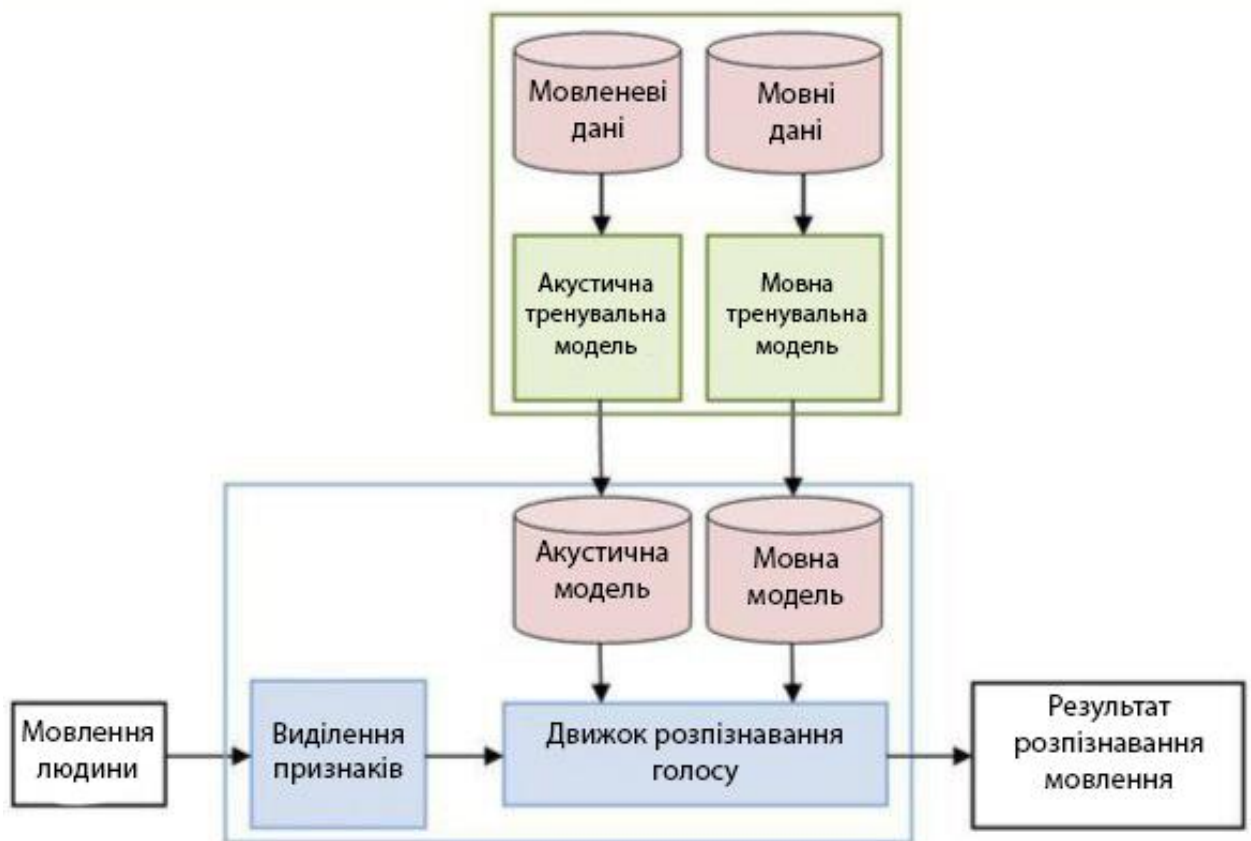 Мовленеві
дані
Мовні
дані
Акустична
тренувальна
модель
Мовна
тренувальна
модель
Акустична
модель
Мовна
модель
Мовлення
людини
Виділення
признаків
Движок розпізнавання
голосу
Результат
розпізнавання
мовлення